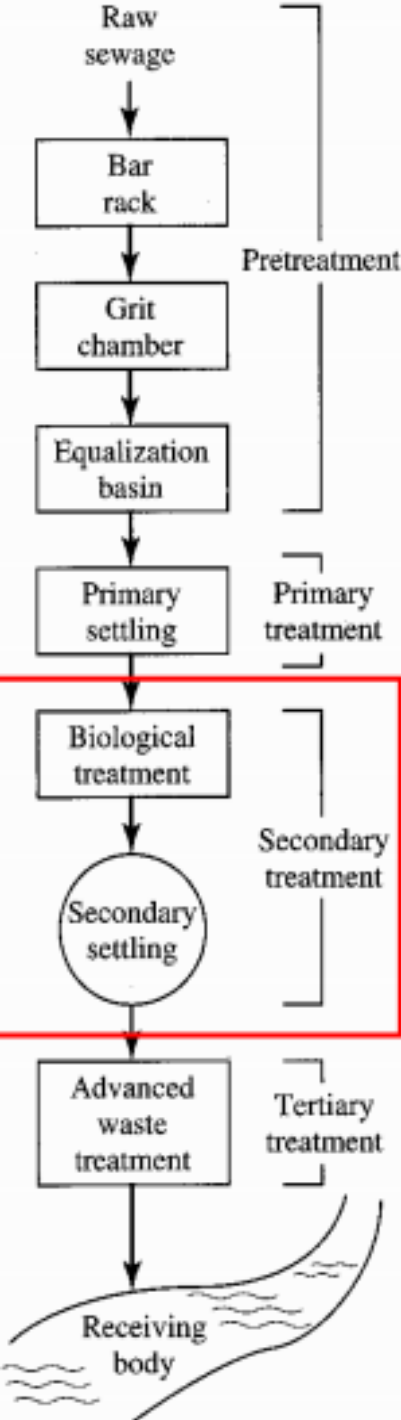 Raw
sewage
Bar
rack
Pretreatment
Grit
chamber
Equalization
basin
Primary
settling
Primary
treatment
Biological
treatment
Secondary
treatment
Secondary
settling
Advanced
waste
treatment
Tertiary
treatment
Receiving
body